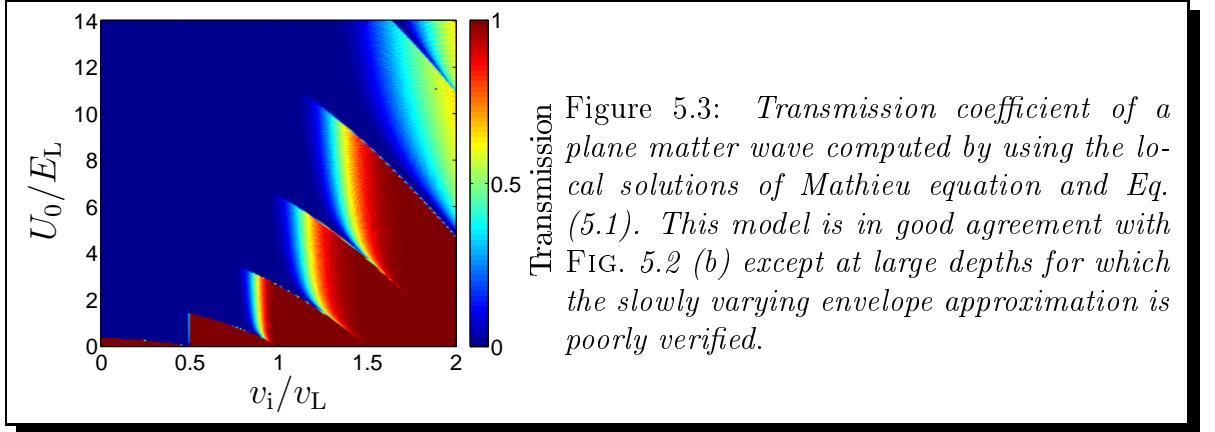 14
12
10
8
6
4
2
0
U₀/E_L
0
0.5
1
1.5
2
v_i/v_L
1
0.5
0
Transmission
Figure 5.3: Transmission coefficient of a
plane matter wave computed by using the lo-
cal solutions of Mathieu equation and Eq.
(5.1). This model is in good agreement with
FIG. 5.2 (b) except at large depths for which
the slowly varying envelope approximation is
poorly verified.